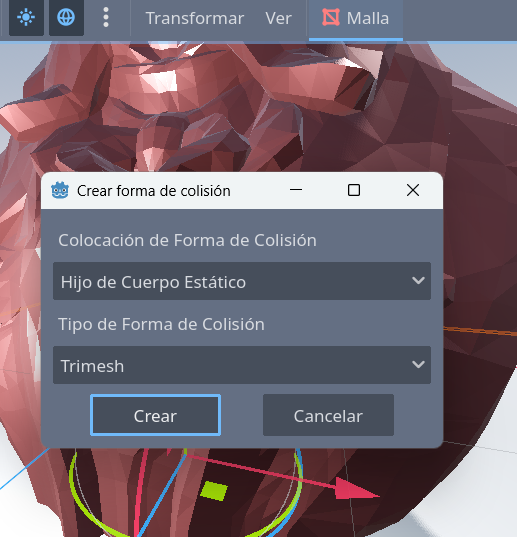 Transformar Ver Malla
Crear forma de colisión
Colocación de Forma de Colisión
Hijo de Cuerpo Estático
Tipo de Forma de Colisión
Trimesh
Crear Cancelar